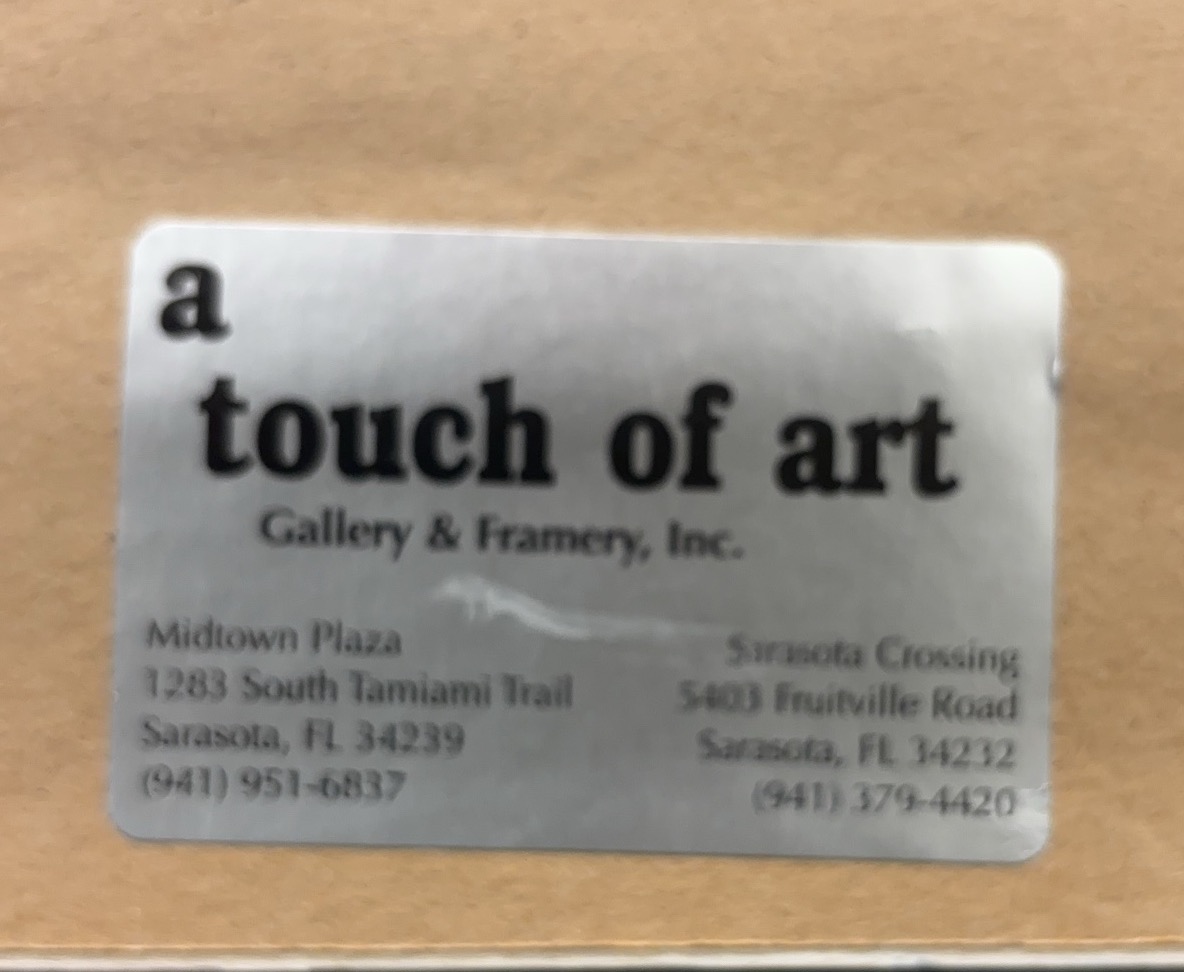 a
touch of art
Gallery & Framery, Inc.
Midtown Plaza
1283 South Tamiami Trail
Sarasota, FL 34239
(941) 951-6837
Sarasota Crossing
5403 Fruitville Road
Sarasota, FL 34232
(941) 379-4420